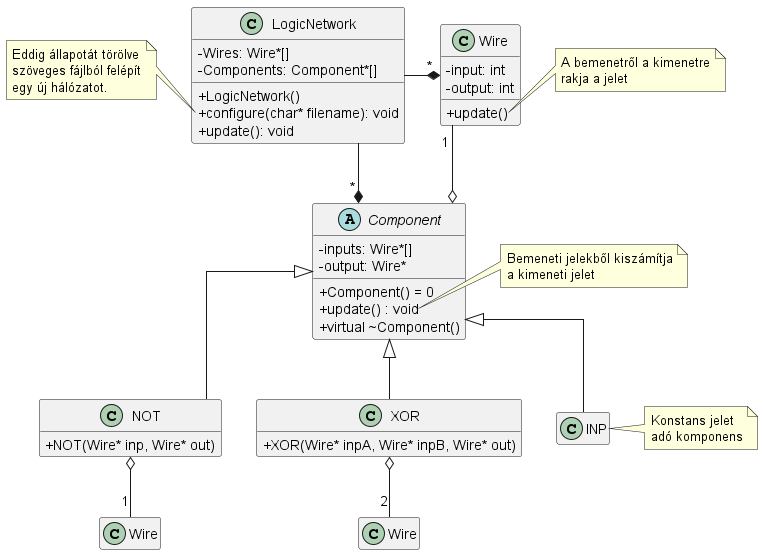 C LogicNetwork
-Wires: Wire*[]
-Components: Component*[]
+LogicNetwork()
+configure(char* filename): void
+update(): void
Eddig állapotát törölve
szöveges fájlból felépít
egy új hálózatot.
*
C Wire
-input: int
-output: int
+update()
A bemenetről a kimenetre
rakja a jelet
1
*
A Component
-inputs: Wire*[]
-output: Wire*
+Component() = 0
+update() : void
+virtual ~Component()
Bemeneti jelekből kiszámítja
a kimeneti jelet
C NOT
+NOT(Wire* inp, Wire* out)
C XOR
+XOR(Wire* inpA, Wire* inpB, Wire* out)
C INP
Konstans jelet
adó komponens
1
2
C Wire
C Wire